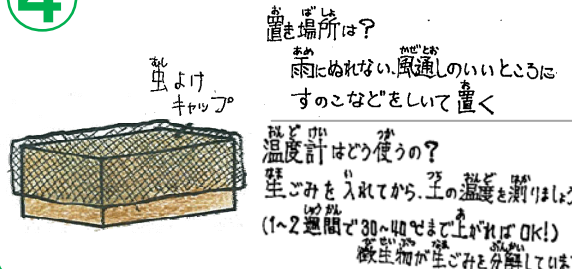 4
虫よけ
キャップ
置き場所は？
雨にぬれない、風通しのいいところに
すのこなどをしいて置く
温度計はどう使うの？
生ごみを入れてから、土の温度を測りましょう
(1~2週間で30~40℃まで上がればOK!)
微生物が生ごみを分解していま